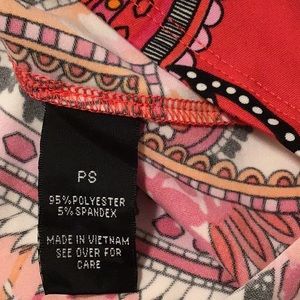 PS
95% POLYESTER
5% SPANDEX
MADE IN VIETNAM
SEE OVER FOR
CARE